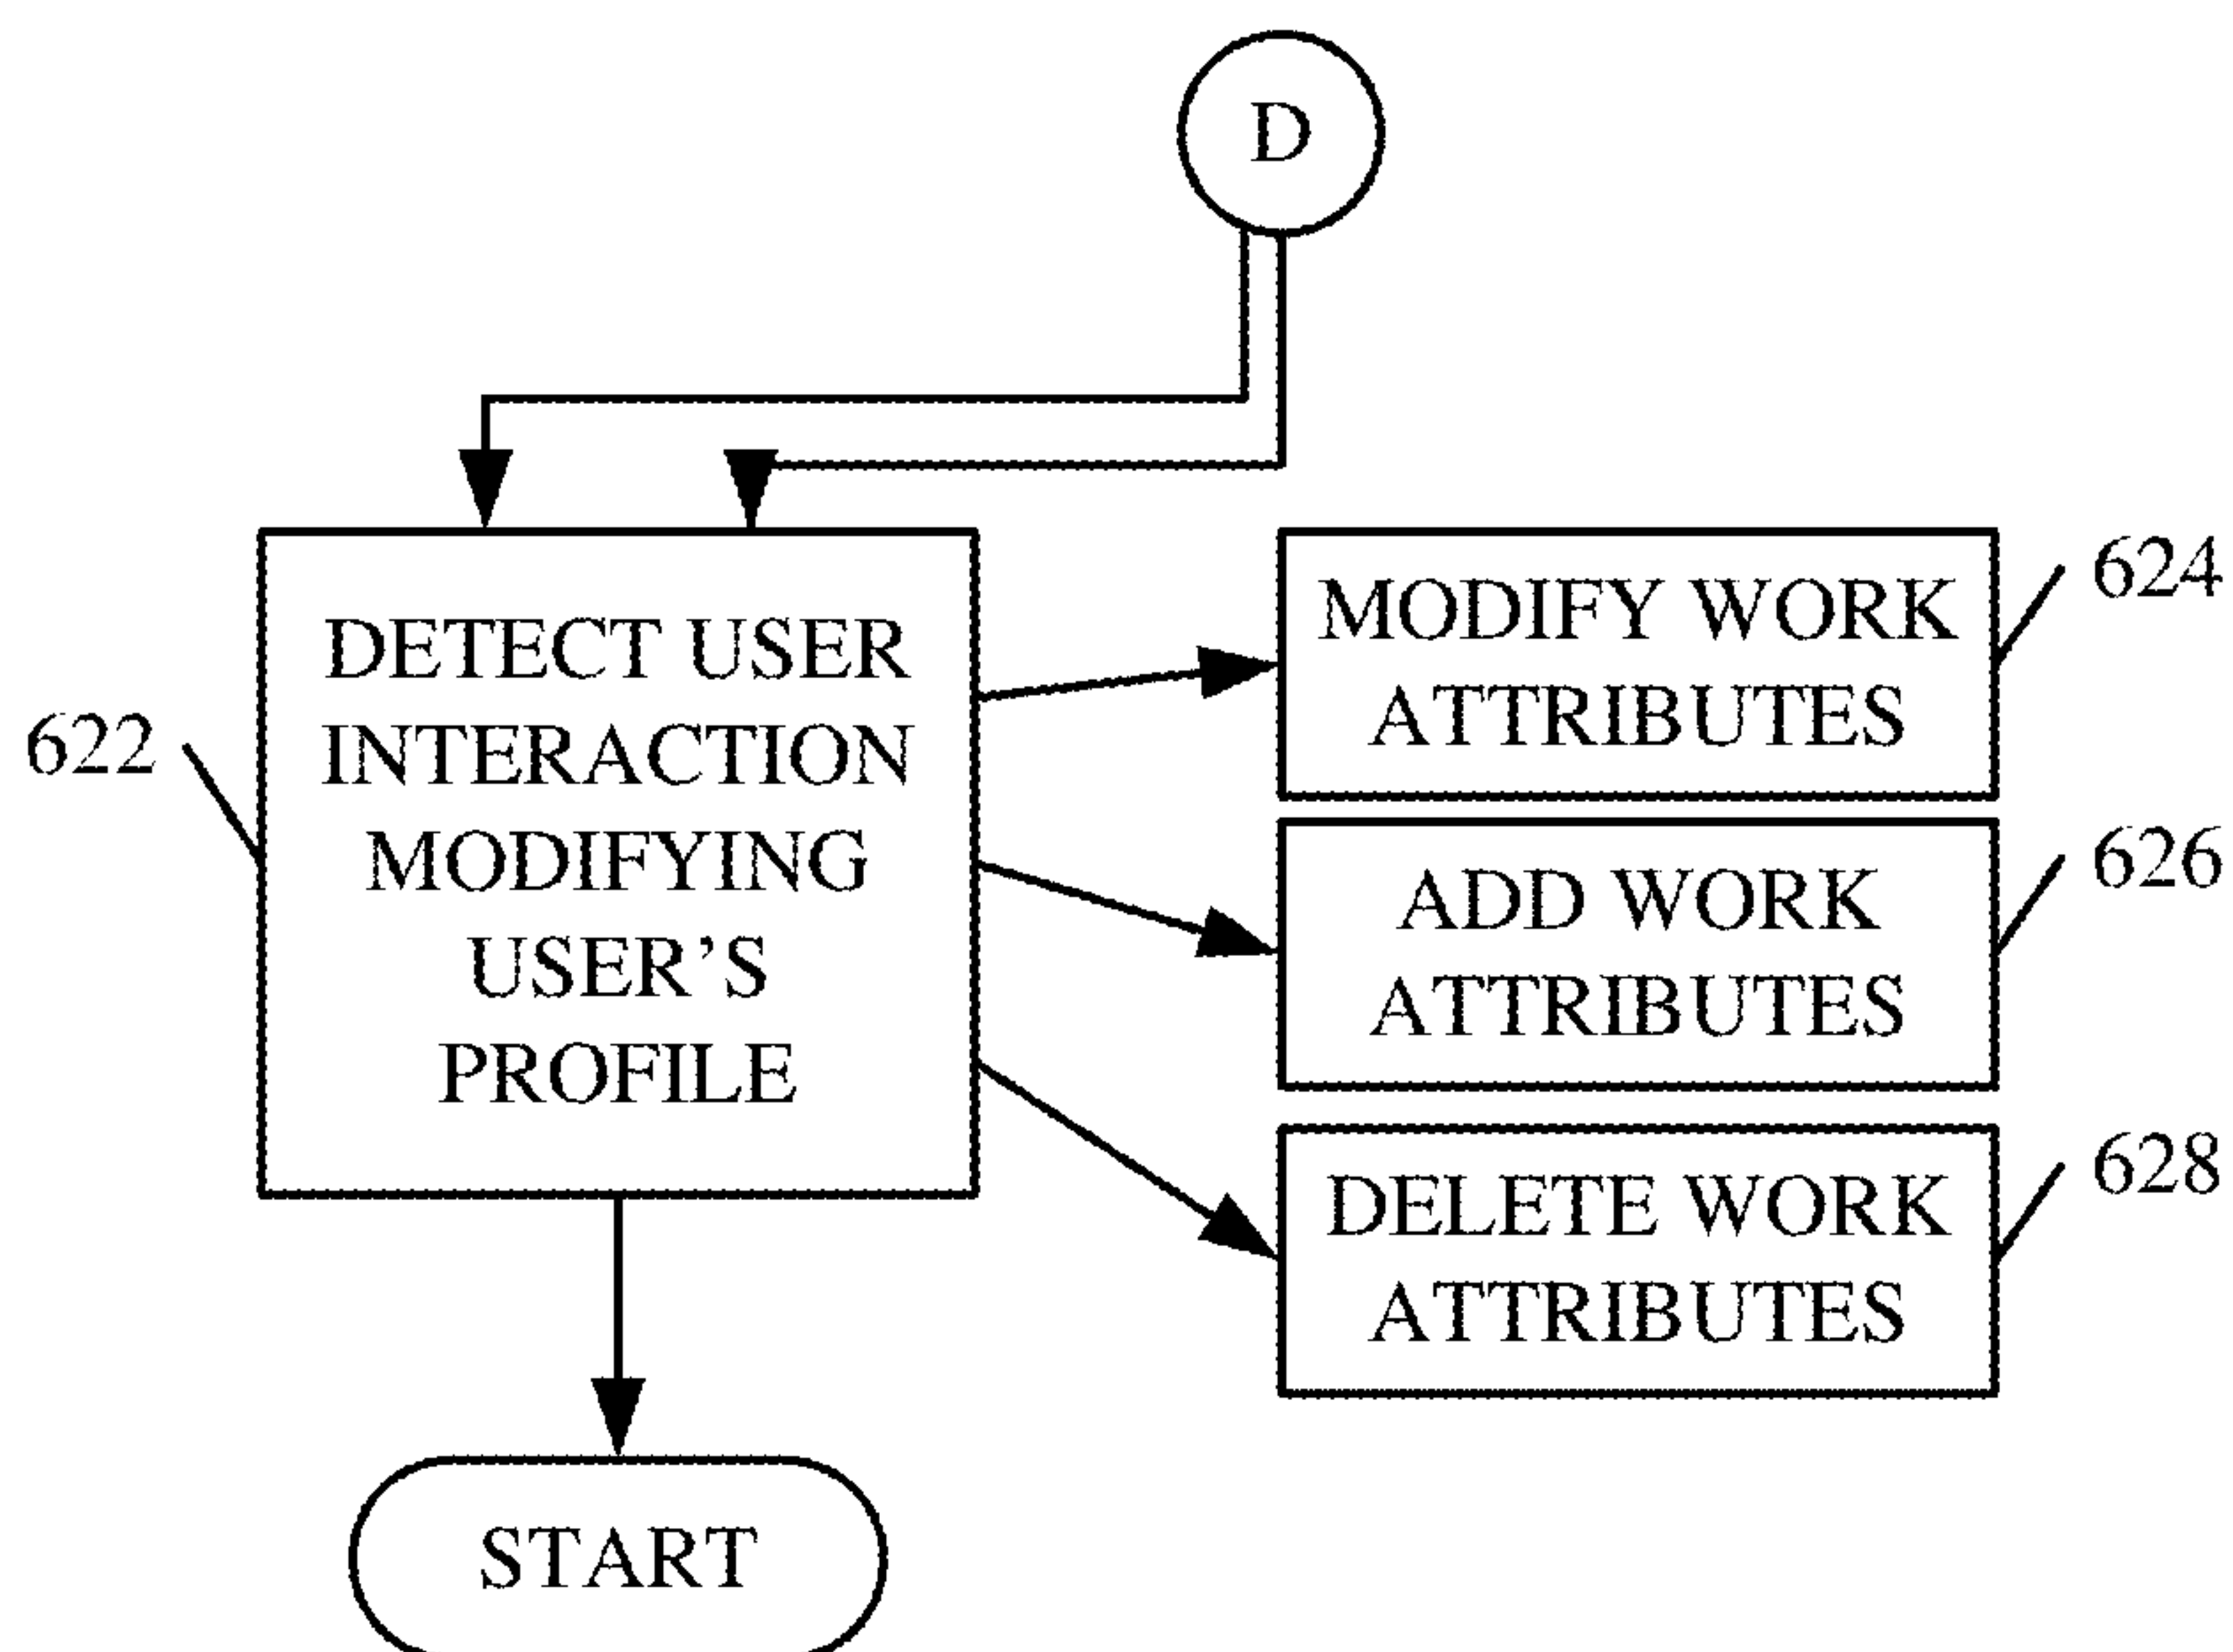 D
DETECT USER
INTERACTION
MODIFYING
USER’S
PROFILE
622
MODIFY WORK
ATTRIBUTES
624
ADD WORK
ATTRIBUTES
626
DELETE WORK
ATTRIBUTES
628
START